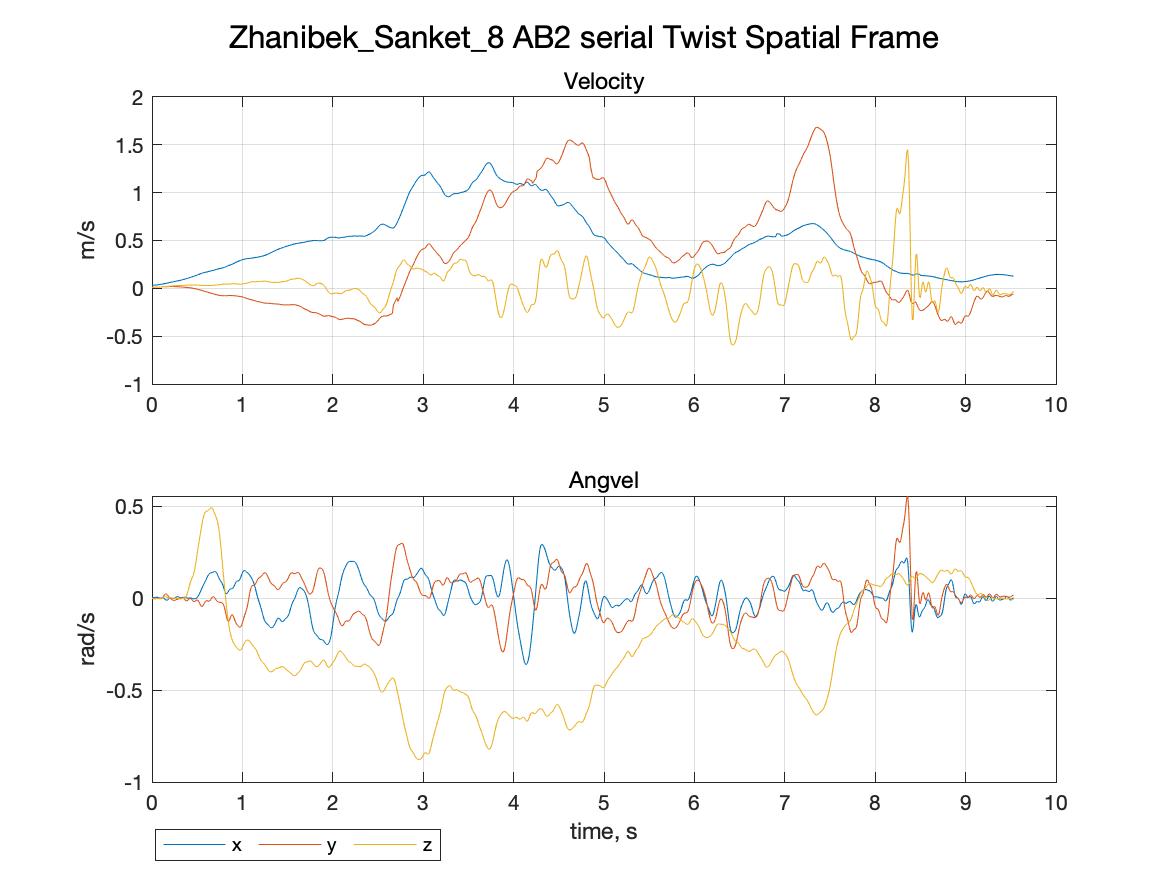 Zhanibek_Sanket_8 AB2 serial Twist Spatial Frame
Velocity
2
1.5
1
0.5
0
-0.5
-1
m/s
0 1 2 3 4 5 6 7 8 9 10
Angvel
0.5
0
-0.5
-1
rad/s
0 1 2 3 4 5 6 7 8 9 10
time, s
x y z